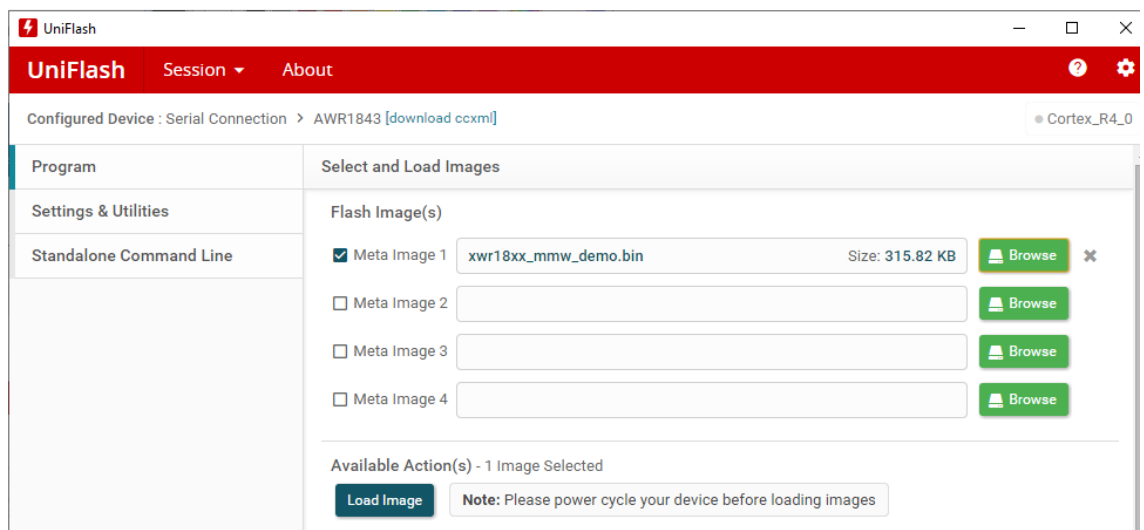 UniFlash
UniFlash Session About
Configured Device : Serial Connection > AWR1843 [download ccxml] Cortex_R4_0
Program
Settings & Utilities
Standalone Command Line
Select and Load Images
Flash Image(s)
Meta Image 1 xwr18xx_mmw_demo.bin Size: 315.82 KB Browse
Meta Image 2 Browse
Meta Image 3 Browse
Meta Image 4 Browse
Available Action(s) - 1 Image Selected
Load Image Note: Please power cycle your device before loading images